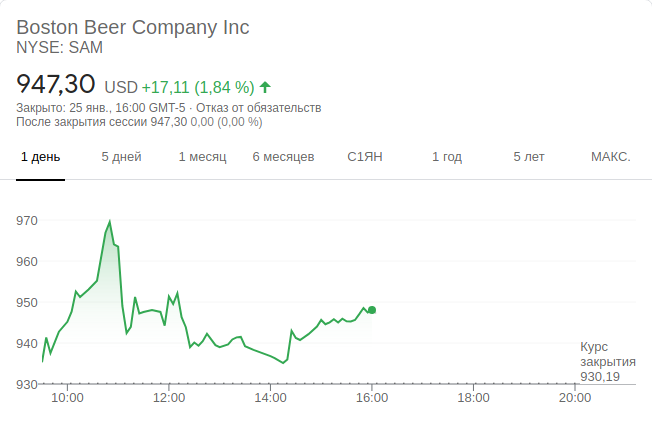 Boston Beer Company Inc
NYSE: SAM
947,30 USD +17,11 (1,84 %)
Закрыто: 25 янв., 16:00 GMT-5 · Отказ от обязательств
После закрытия сессии 947,30 0,00 (0,00 %)
1 день 5 дней 1 месяц 6 месяцев С1ЯН 1 год 5 лет МАКС.
970
960
950
940
Курс
закрытия
930,19
930
10:00 12:00 14:00 16:00 18:00 20:00